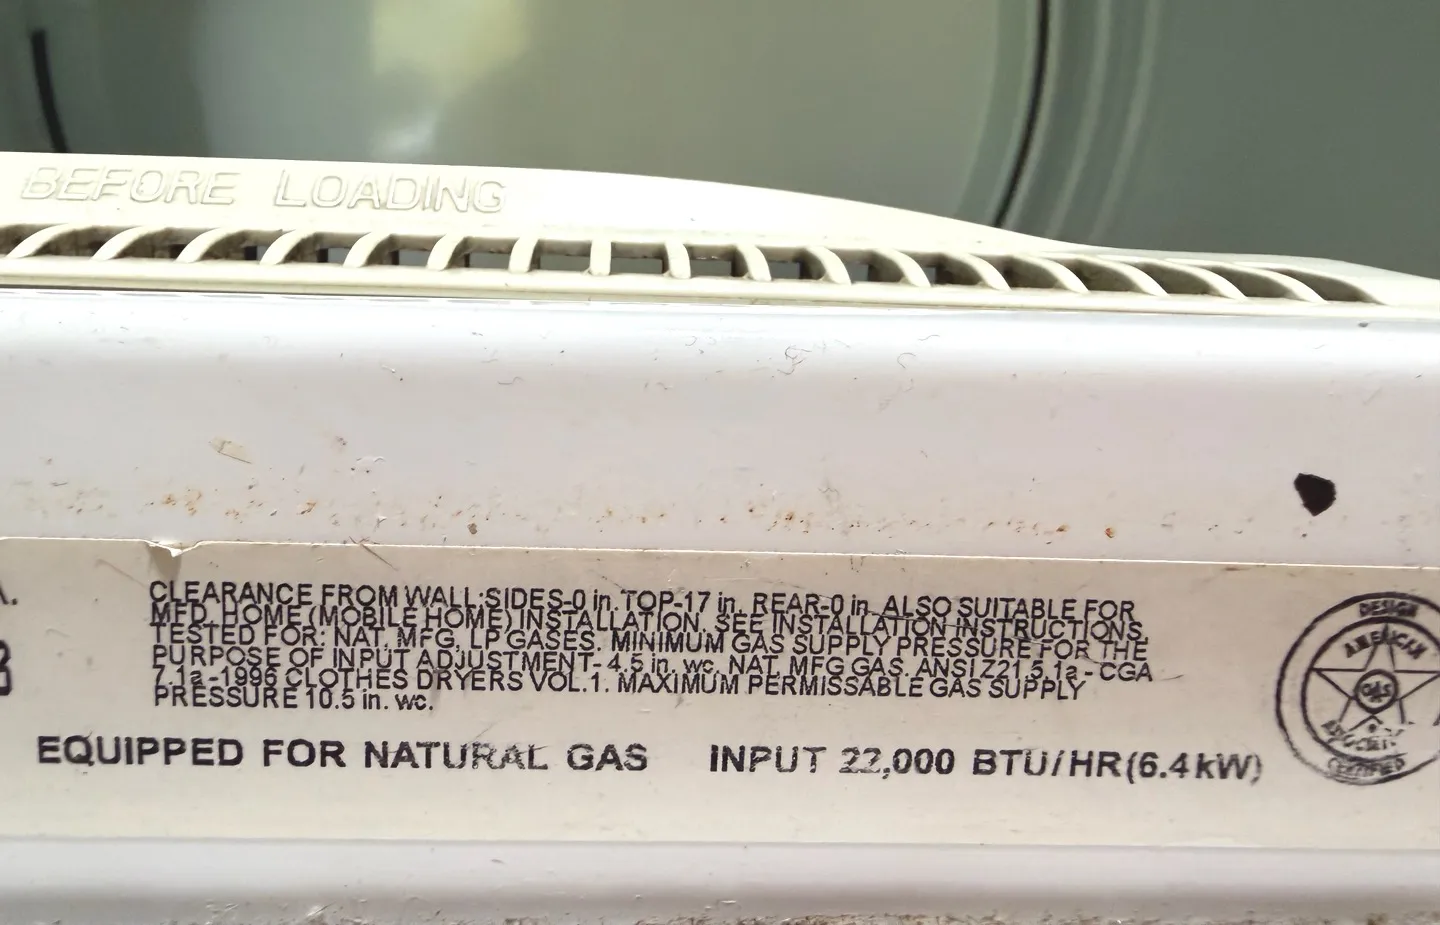 BEFORE LOADING
A.
CLEARANCE FROM WALL:SIDES-0 in. TOP-17 in. REAR-0 in. ALSO SUITABLE FOR
MFD. HOME (MOBILE HOME) INSTALLATION. SEE INSTALLATION INSTRUCTIONS.
TESTED FOR: NAT. MFG, LP GASES. MINIMUM GAS SUPPLY PRESSURE FOR THE
PURPOSE OF INPUT ADJUSTMENT- 4.5 in. wc. NAT. MFG GAS. ANSI Z21.5.1a - CGA
7.1a -1996 CLOTHES DRYERS VOL.1. MAXIMUM PERMISSABLE GAS SUPPLY
PRESSURE 10.5 in. wc.
EQUIPPED FOR NATURAL GAS INPUT 22,000 BTU/HR(6.4kW)
DESIGN
AMERICAN
GAS
ASSOCIATION
CERTIFIED